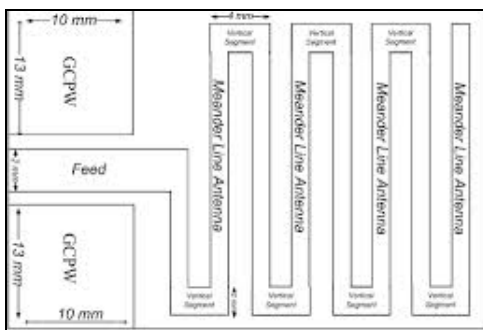 10 mm
4 mm
Vertical
Segment
Vertical
Segment
Vertical
Segment
13 mm
GCPW
Meander Line Antenna
Meander Line Antenna
Meander Line Antenna
Meander Line Antenna
Feed
13 mm
GCPW
10 mm
Vertical
Segment
Vertical
Segment
Vertical
Segment
Vertical
Segment